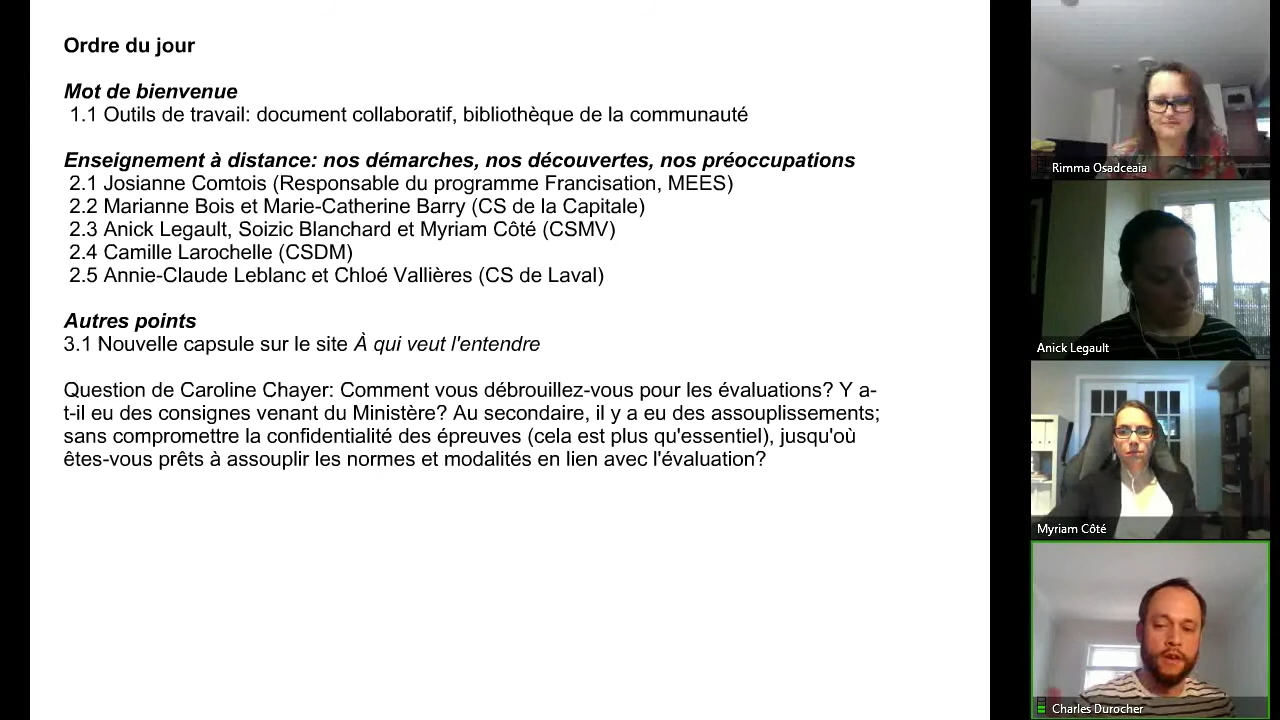 Ordre du jour
Mot de bienvenue
1.1 Outils de travail: document collaboratif, bibliothèque de la communauté
Enseignement à distance: nos démarches, nos découvertes, nos préoccupations
2.1 Josianne Comtois (Responsable du programme Francisation, MEES)
2.2 Marianne Bois et Marie-Catherine Barry (CS de la Capitale)
2.3 Anick Legault, Soizic Blanchard et Myriam Côté (CSMV)
2.4 Camille Larochelle (CSDM)
2.5 Annie-Claude Leblanc et Chloé Vallières (CS de Laval)
Autres points
3.1 Nouvelle capsule sur le site À qui veut l'entendre
Question de Caroline Chayer: Comment vous débrouillez-vous pour les évaluations? Y a-
t-il eu des consignes venant du Ministère? Au secondaire, il y a eu des assouplissements;
sans compromettre la confidentialité des épreuves (cela est plus qu'essentiel), jusqu'où
êtes-vous prêts à assouplir les normes et modalités en lien avec l'évaluation?
Rimma Osadceaia
Anick Legault
Myriam Côté
Charles Durocher